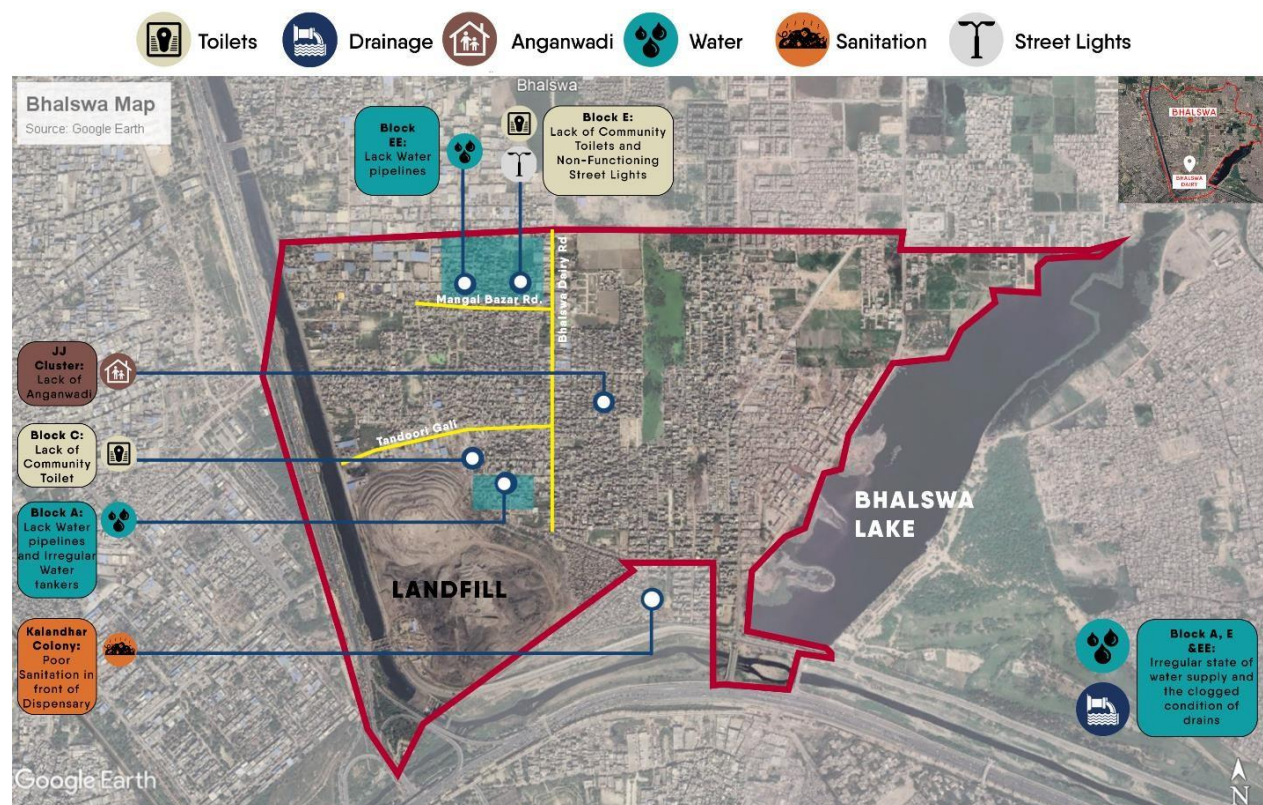 Toilets
Drainage
Anganwadi
Water
Sanitation
Street Lights
Bhalswa Map
Source: Google Earth
Bhalswa
Block
EE:
Lack Water
pipelines
Block E:
Lack of Community
Toilets and
Non-Functioning
Street Lights
BHALSWA
BHALSWA
DAIRY
Mangal Bazar Rd.
Bhalswa Dairy Rd
JJ
Cluster:
Lack of
Anganwadi
Tandoori Gali
Block C:
Lack of
Community
Toilet
Block A:
Lack Water
pipelines
and Irregular
Water
tankers
BHALSWA
LAKE
LANDFILL
Kalandhar
Colony:
Poor
Sanitation in
front of
Dispensary
Block A, E
&EE:
Irregular state of
water supply and
the clogged
condition of
drains
Google Earth
N